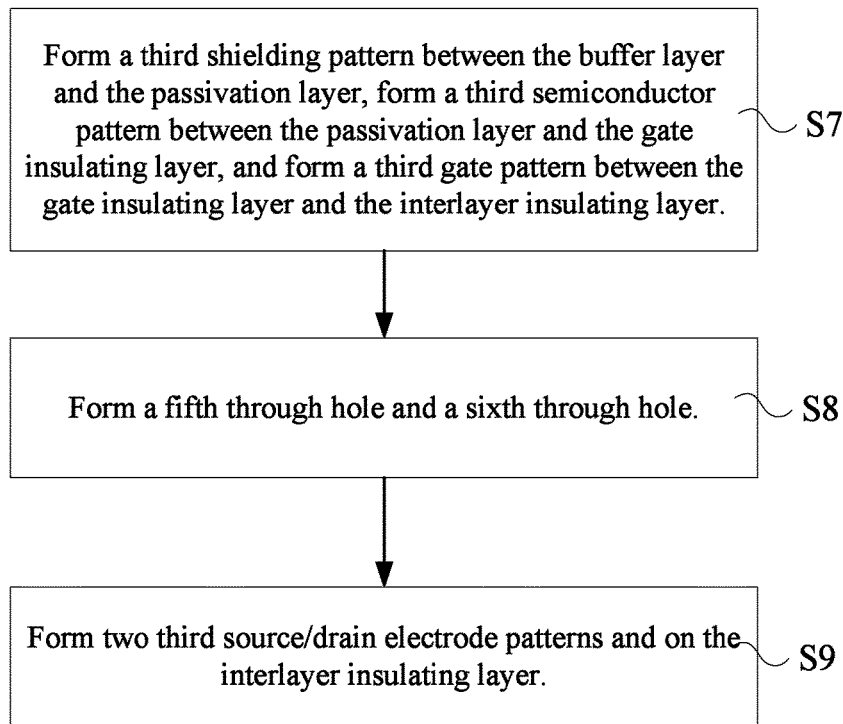 Form a third shielding pattern between the buffer layer
and the passivation layer, form a third semiconductor
pattern between the passivation layer and the gate
insulating layer, and form a third gate pattern between the
gate insulating layer and the interlayer insulating layer.
S7
Form a fifth through hole and a sixth through hole.
S8
Form two third source/drain electrode patterns and on the
interlayer insulating layer.
S9